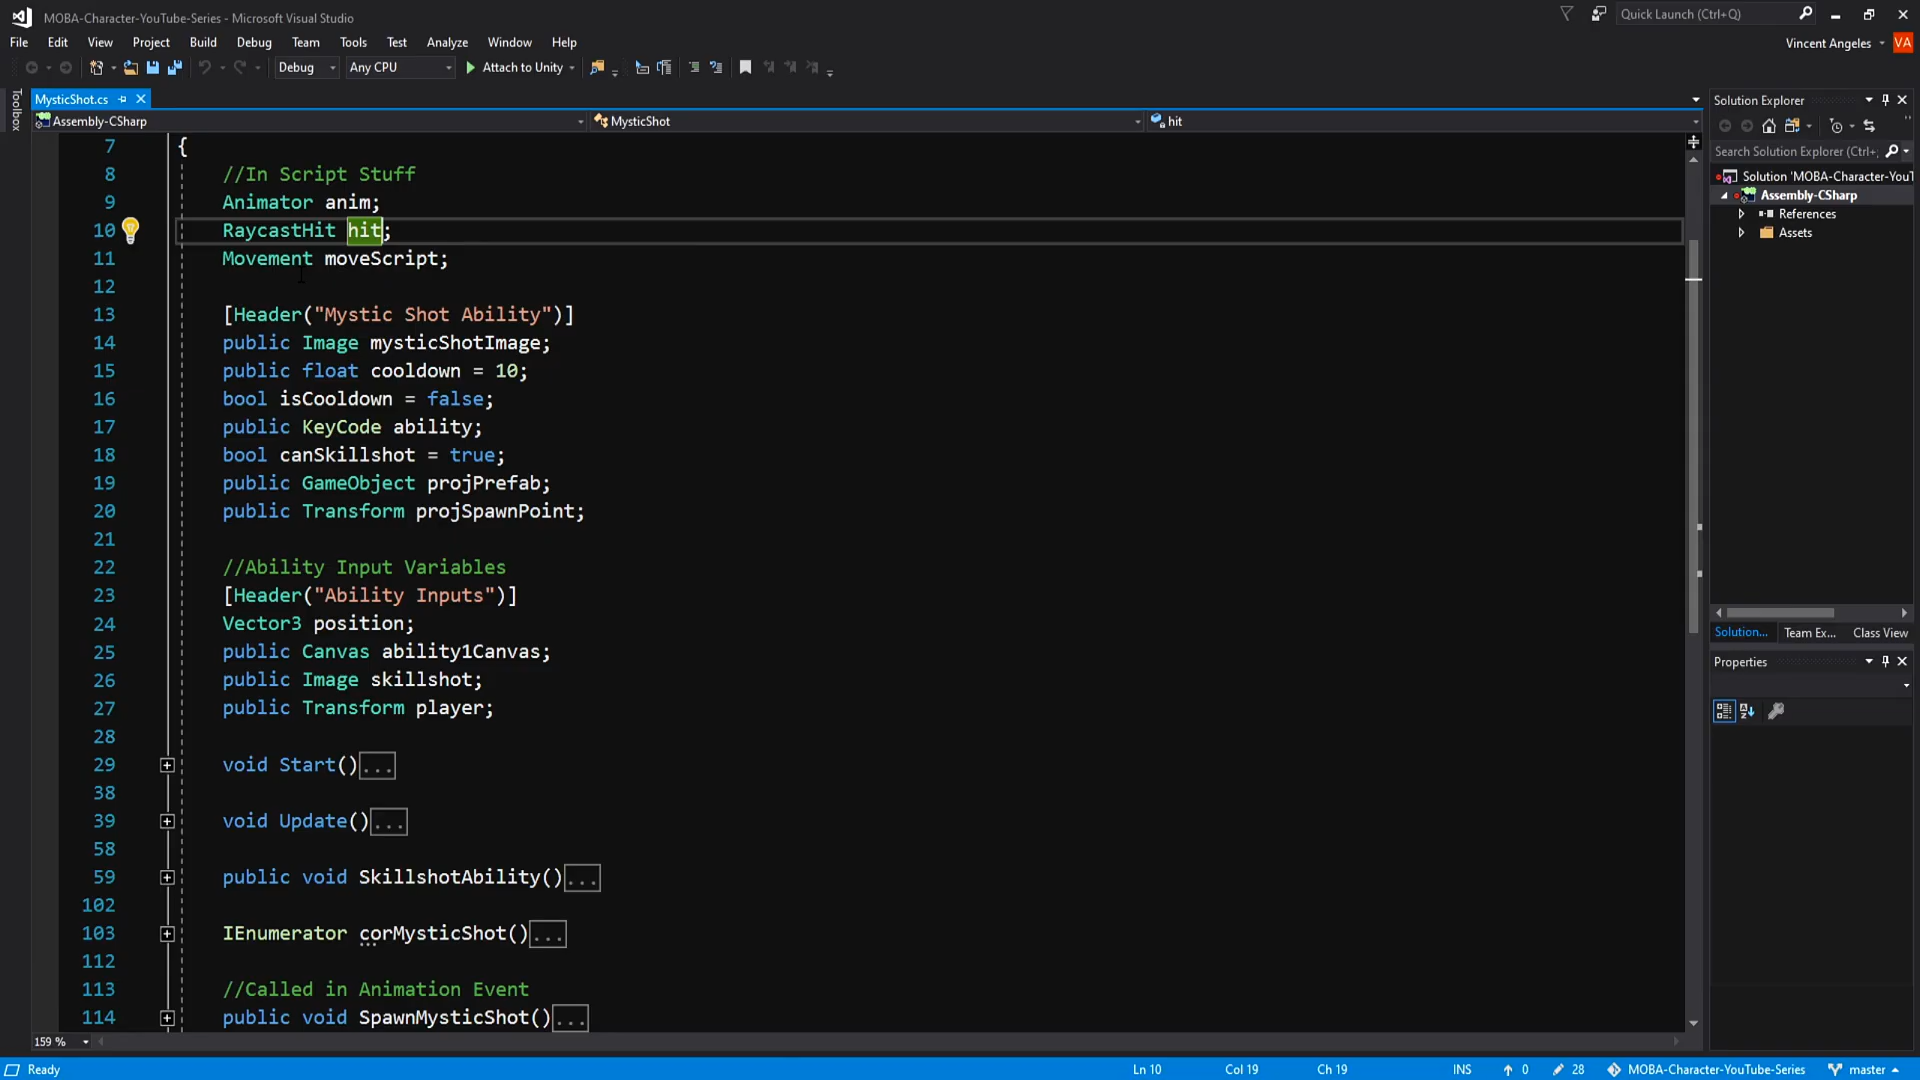 MOBA-Character-YouTube-Series - Microsoft Visual Studio
Quick Launch (Ctrl+Q)
File Edit View Project Build Debug Team Tools Test Analyze Window Help
Vincent Angeles VA
Debug Any CPU Attach to Unity
Toolbox
MysticShot.cs
Assembly-CSharp MysticShot hit
7 {
8 //In Script Stuff
9 Animator anim;
10 RaycastHit hit;
11 Movement moveScript;
12
13 [Header("Mystic Shot Ability")]
14 public Image mysticShotImage;
15 public float cooldown = 10;
16 bool isCooldown = false;
17 public KeyCode ability;
18 bool canSkillshot = true;
19 public GameObject projPrefab;
20 public Transform projSpawnPoint;
21
22 //Ability Input Variables
23 [Header("Ability Inputs")]
24 Vector3 position;
25 public Canvas ability1Canvas;
26 public Image skillshot;
27 public Transform player;
28
29 void Start()...
38
39 void Update()...
58
59 public void SkillshotAbility()...
102
103 IEnumerator corMysticShot()...
112
113 //Called in Animation Event
114 public void SpawnMysticShot()...
159 %
Solution Explorer
Search Solution Explorer (Ctrl+;
Solution 'MOBA-Character-YouT
Assembly-CSharp
References
Assets
Solution... Team Ex... Class View
Properties
Ready Ln 10 Col 19 Ch 19 INS 0 28 MOBA-Character-YouTube-Series master